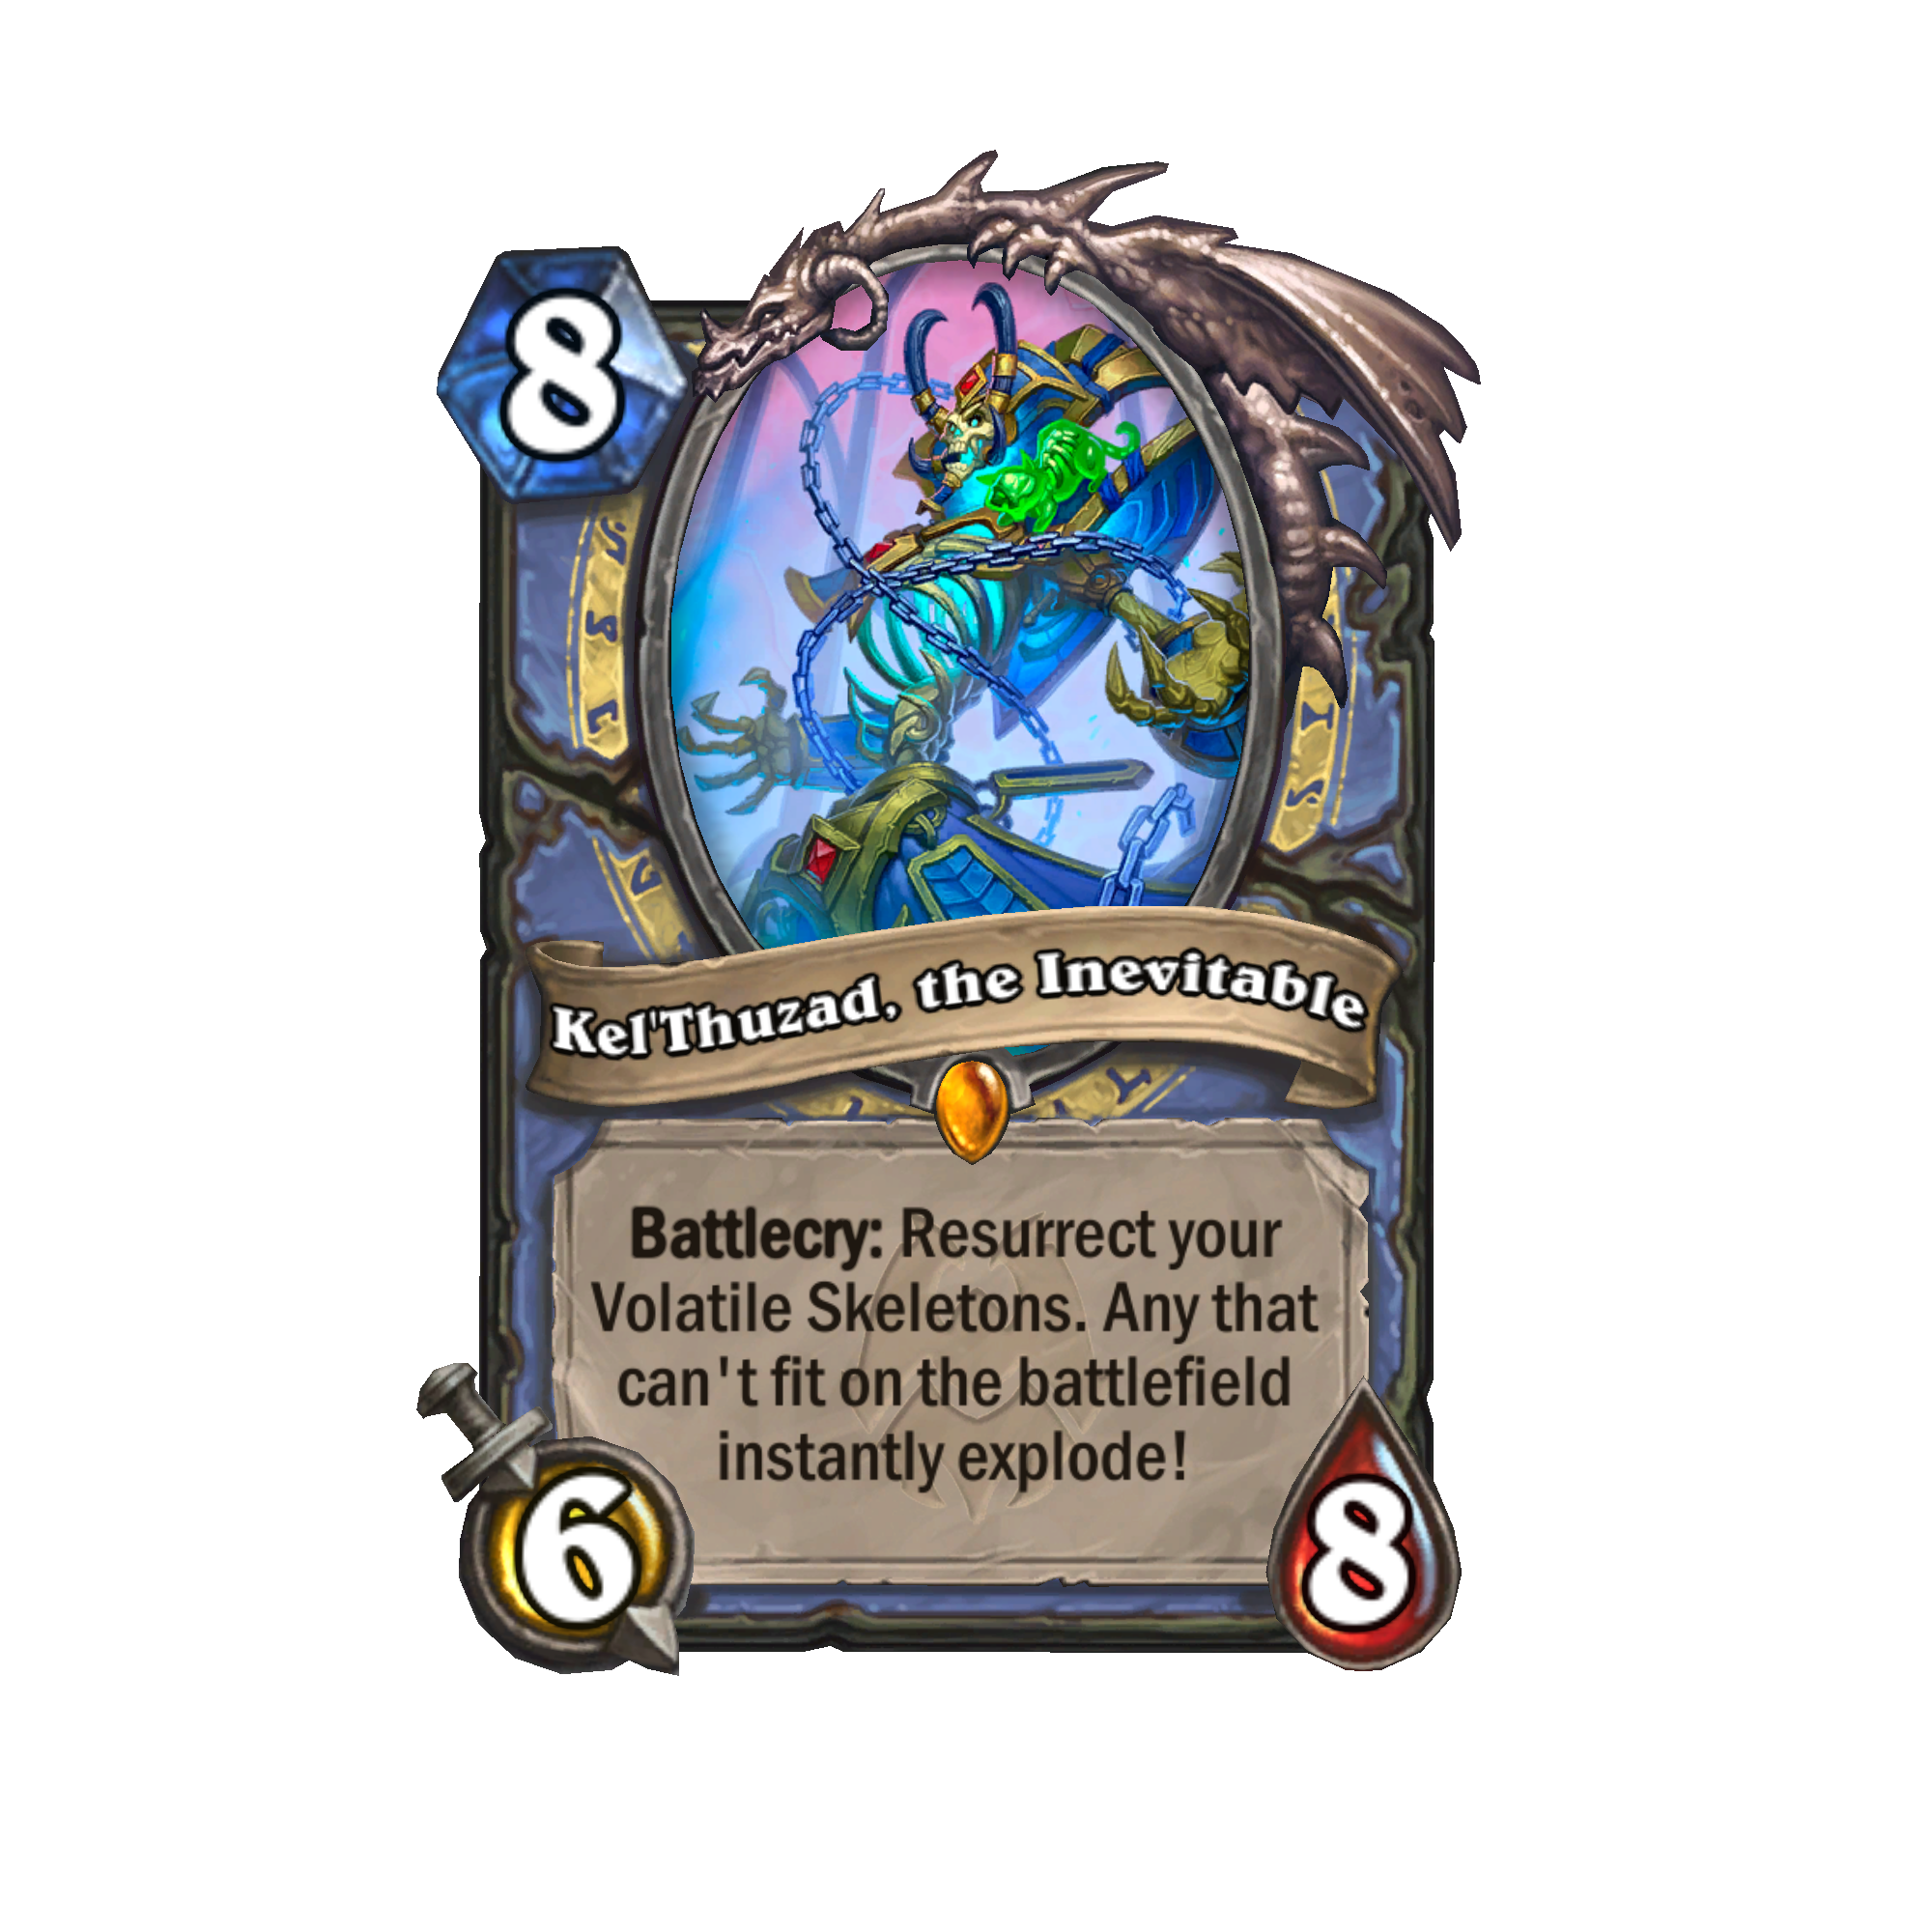 8
Kel'Thuzad, the Inevitable
Battlecry: Resurrect your
Volatile Skeletons. Any that
can't fit on the battlefield
instantly explode!
6
8